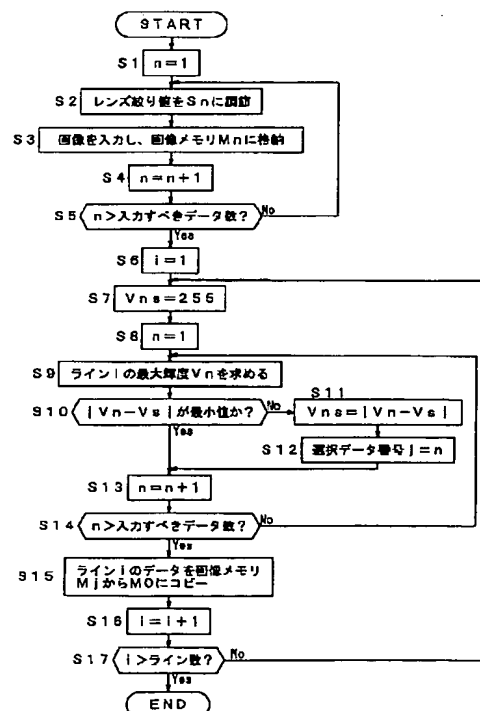 START
S1 n=1
S2 レンズ絞り値をSnに調節
S3 画像を入力し、画像メモリMnに格納
S4 n=n+1
S5 n>入力すべきデータ数? No
Yes
S6 i=1
S7 Vns=255
S8 n=1
S9 ラインiの最大輝度Vnを求める
S10 |Vn-Vs|が最小値か? No
S11 Vns=|Vn-Vs|
Yes
S12 選択データ番号j=n
S13 n=n+1
S14 n>入力すべきデータ数? No
Yes
S15 ラインiのデータを画像メモリ
MjからM0にコピー
S16 i=i+1
S17 i>ライン数? No
Yes
END